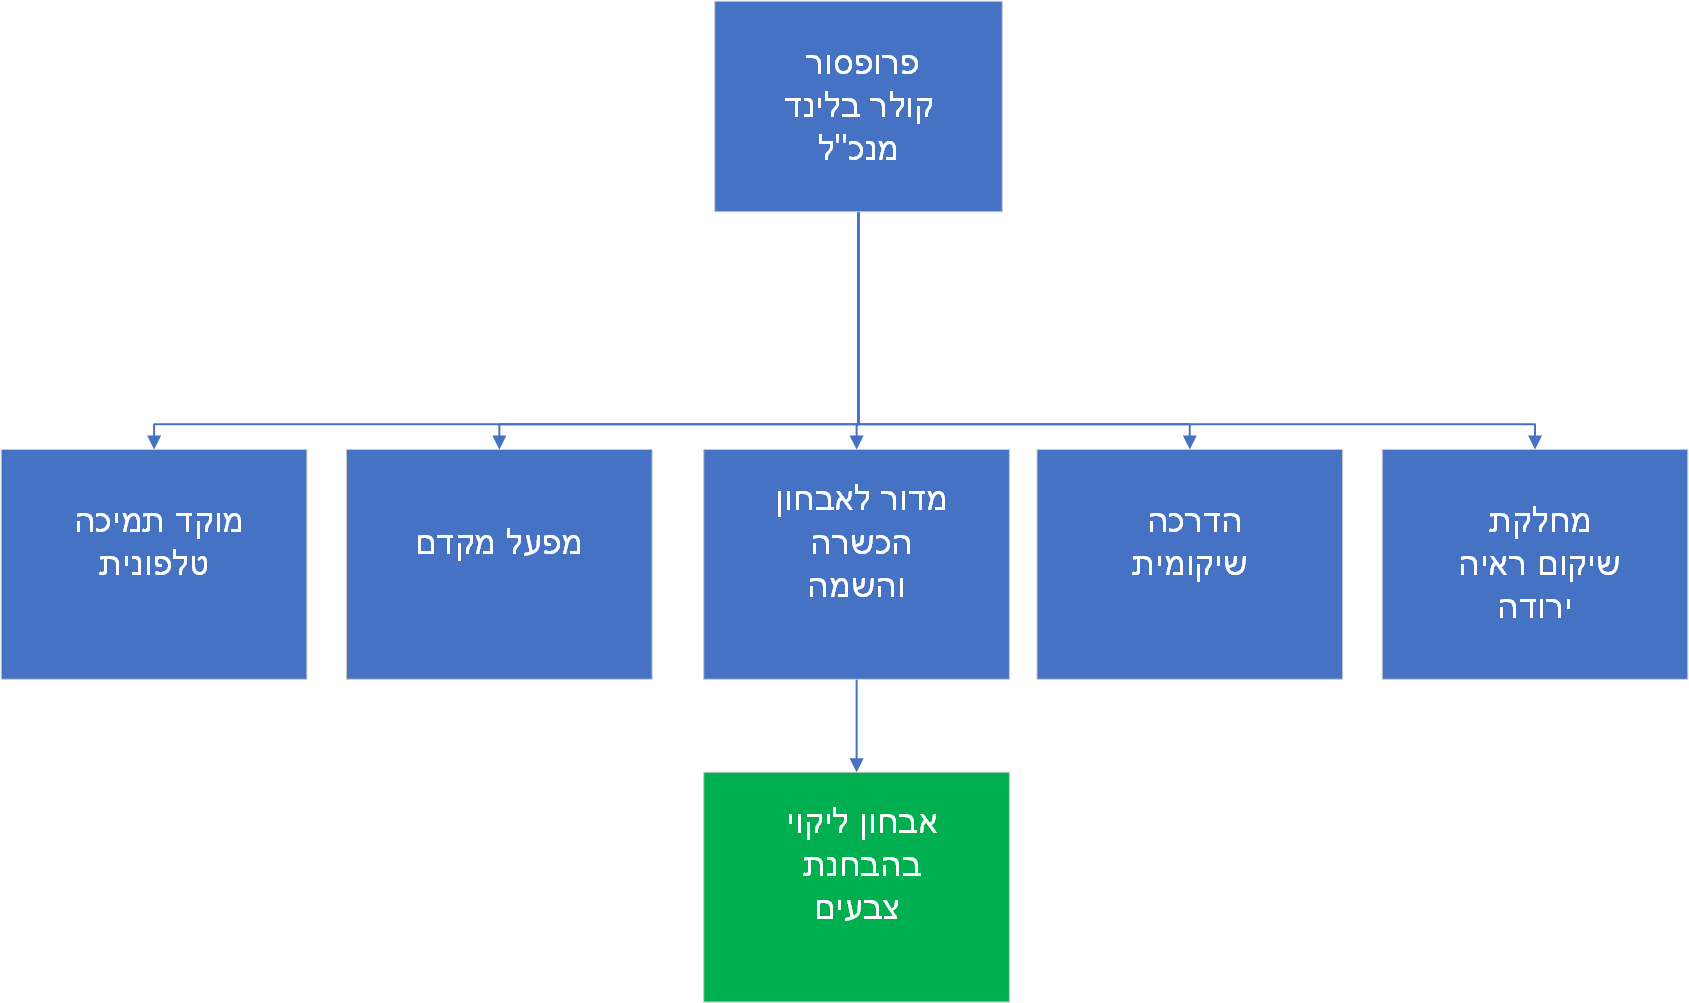 פרופסור
קולר בלינד
מנכ"ל
מחלקת
שיקום ראיה
ירודה
הדרכה
שיקומית
מדור לאבחון
הכשרה
והשמה
מפעל מקדם
מוקד תמיכה
טלפונית
אבחון ליקוי
בהבחנת
צבעים